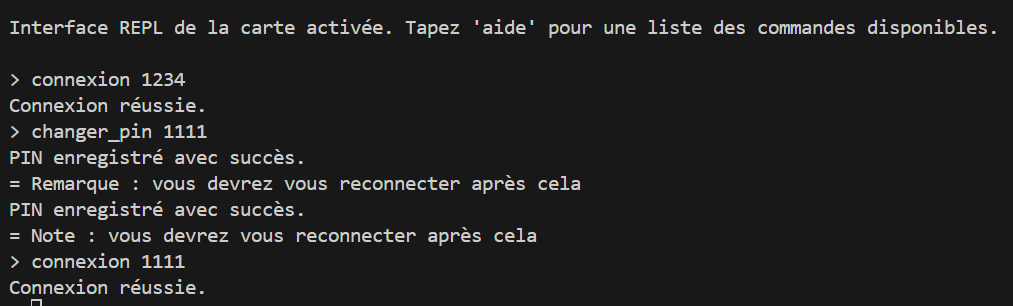 Interface REPL de la carte activée. Tapez 'aide' pour une liste des commandes disponibles.
> connexion 1234
Connexion réussie.
> changer_pin 1111
PIN enregistré avec succès.
= Remarque : vous devrez vous reconnecter après cela
PIN enregistré avec succès.
= Note : vous devrez vous reconnecter après cela
> connexion 1111
Connexion réussie.